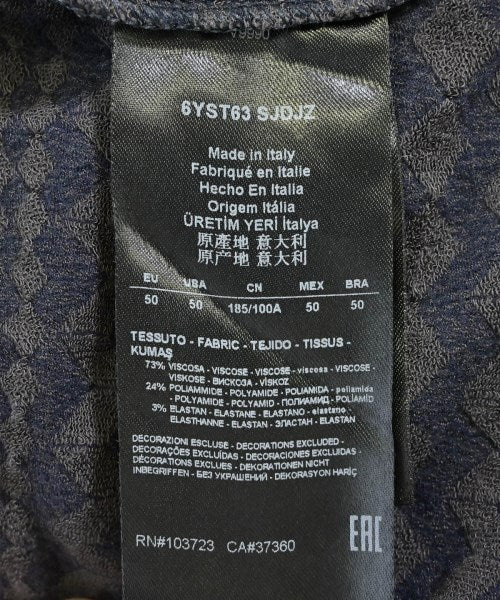 6YST63 SJDJZ
Made in Italy
Fabriqué en Italie
Hecho En Italia
Origem Itália
ÜRETİM YERİ İtalya
原產地 意大利
原产地 意大利
EU USA CN MEX BRA
50 50 185/100A 50 50
TESSUTO - FABRIC - TEJIDO - TISSUS -
KUMAŞ
73% VISCOSA - VISCOSE - VISCOSE - viscosa - VISCOSE -
VISKOSE - ВИСКОЗА - VİSKOZ
24% POLIAMMIDE - POLYAMIDE - POLIAMIDA - poliamida
- POLYAMIDE - POLYAMID - ПОЛИАМИД - POLİAMİD
3% ELASTAN - ELASTANE - ELASTANO - elastano -
ELASTHANNE - ELASTAN - ЭЛАСТАН - ELASTAN
DECORAZIONI ESCLUSE - DECORATIONS EXCLUDED -
DECORAÇÕES EXCLUÍDAS - DECORACIONES EXCLUIDAS -
DÉCORATIONS EXCLUES - DEKORATIONEN NICHT
INBEGRIFFEN - БЕЗ УКРАШЕНИЙ - DEKORASYON HARİÇ
RN#103723 CA#37360 EAC